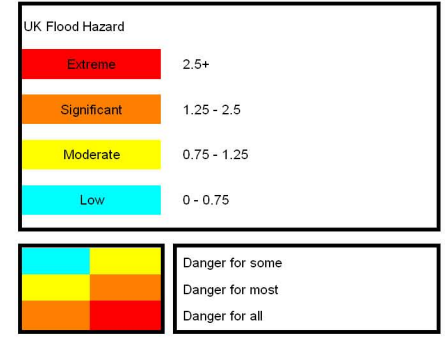 UK Flood Hazard
Extreme 2.5+
Significant 1.25 - 2.5
Moderate 0.75 - 1.25
Low 0 - 0.75
Danger for some
Danger for most
Danger for all